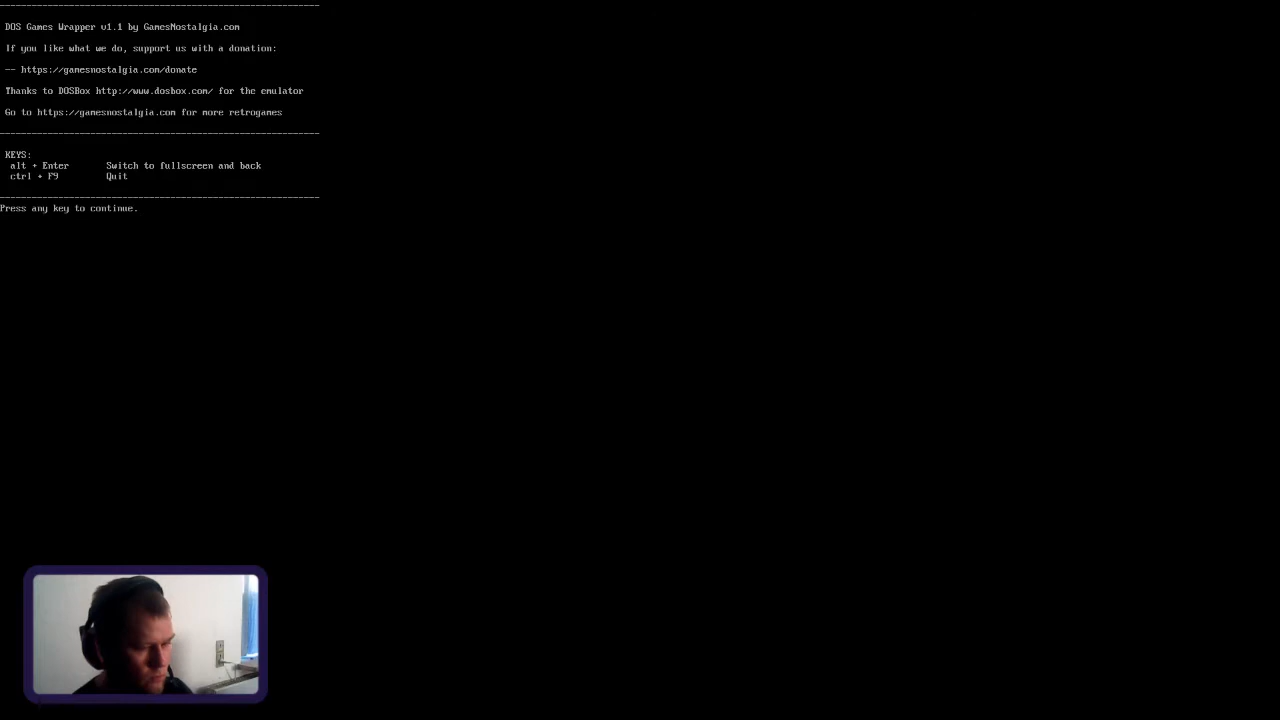 DOS Games Wrapper v1.1 by GamesNostalgia.com
If you like what we do, support us with a donation:
-- https://gamesnostalgia.com/donate
Thanks to DOSBox http://www.dosbox.com/ for the emulator
Go to https://gamesnostalgia.com for more retrogames
KEYS:
alt + Enter Switch to fullscreen and back
ctrl + F9 Quit
Press any key to continue.